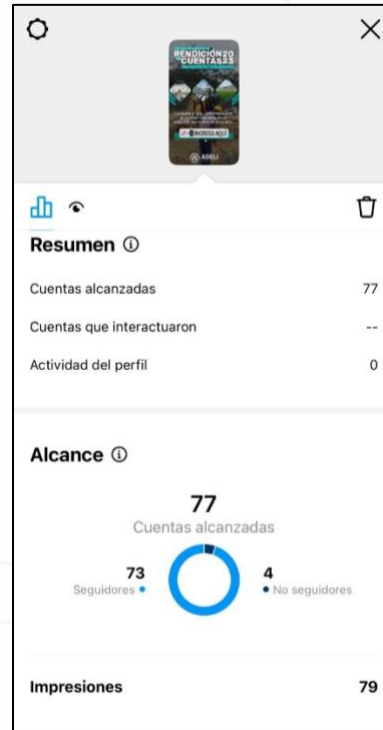 RENDICIÓN20
CUENTAS23
INGRESA AQUÍ
ADELI
Resumen
Cuentas alcanzadas 77
Cuentas que interactuaron --
Actividad del perfil 0
Alcance
77
Cuentas alcanzadas
73 4
Seguidores No seguidores
Impresiones 79